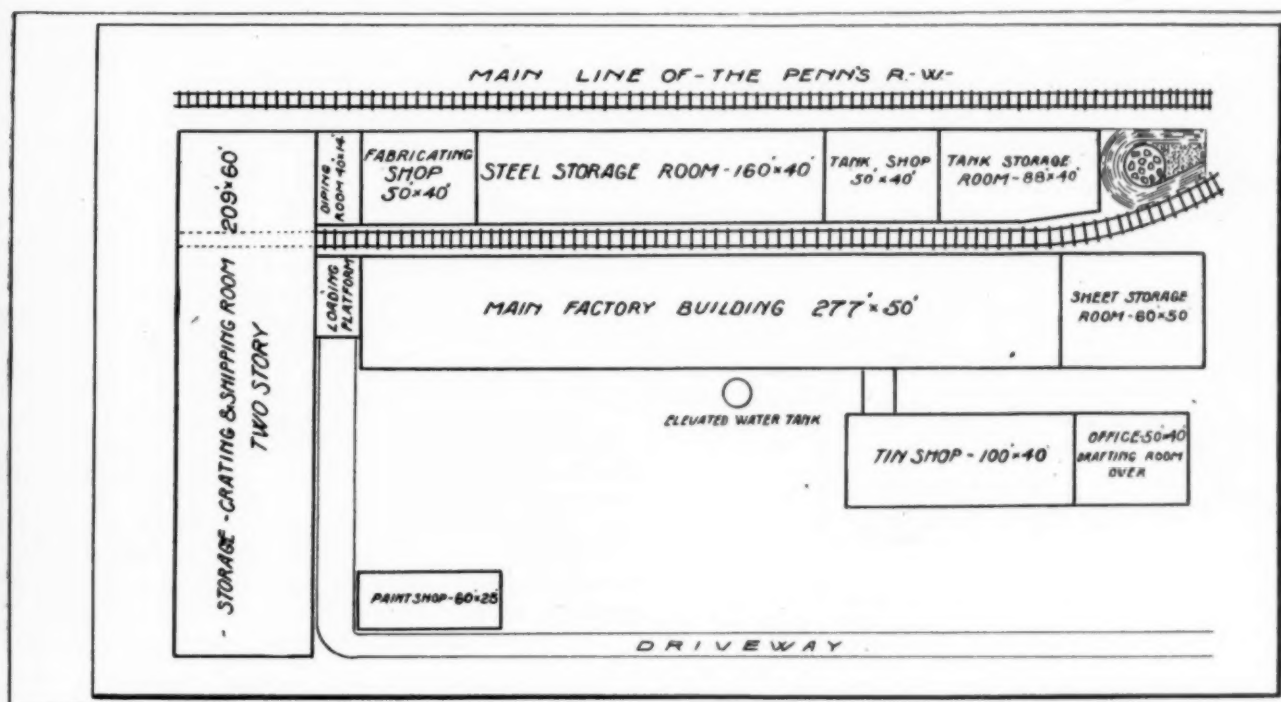 MAIN LINE OF-THE PENN'S R.-W.-
- STORAGE - CRATING & SHIPPING ROOM 209'×60'
TWO STORY
DIPING
ROOM 40×14'
FABRICATING
SHOP
50'×40'
STEEL STORAGE ROOM-160'×40'
TANK SHOP
50'×40'
TANK STORAGE
ROOM-88'×40'
LOADING
PLATFORM
MAIN FACTORY BUILDING 277'×50'
SHEET STORAGE
ROOM-60'×50
ELEVATED WATER TANK
TIN SHOP-100'×40'
OFFICE-50'×40'
DRAFTING ROOM
OVER
PAINTSHOP-60'×25'
DRIVEWAY